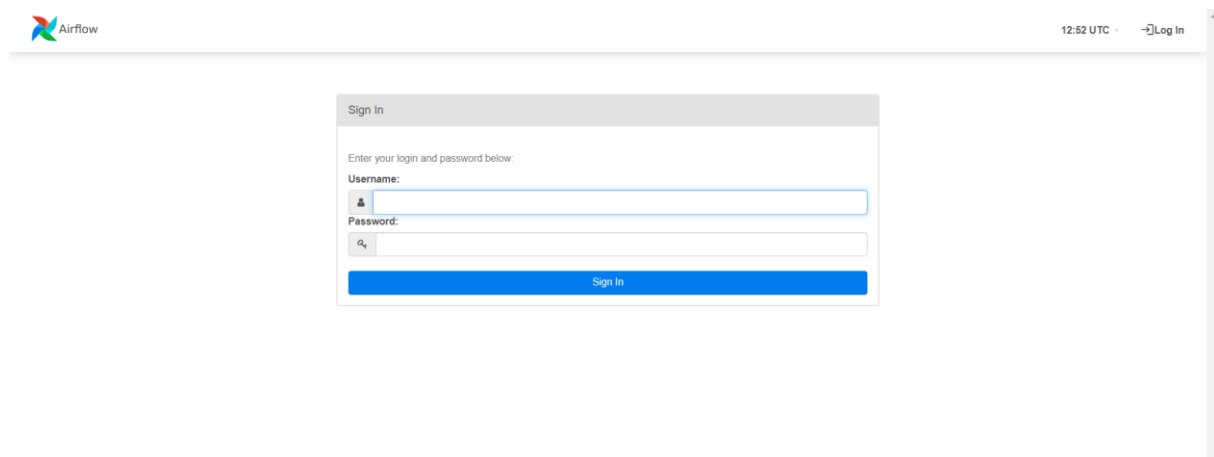 Airflow
12:52 UTC
Log In
Sign In
Enter your login and password below:
Username:
Password:
Sign In